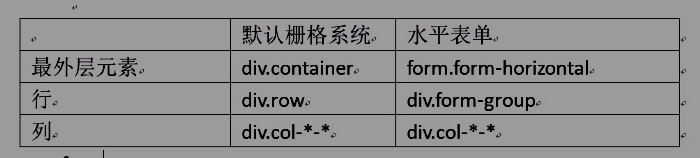 默认栅格系统 水平表单
最外层元素 div.container form.form-horizontal
行 div.row div.form-group
列 div.col-*-* div.col-*-*